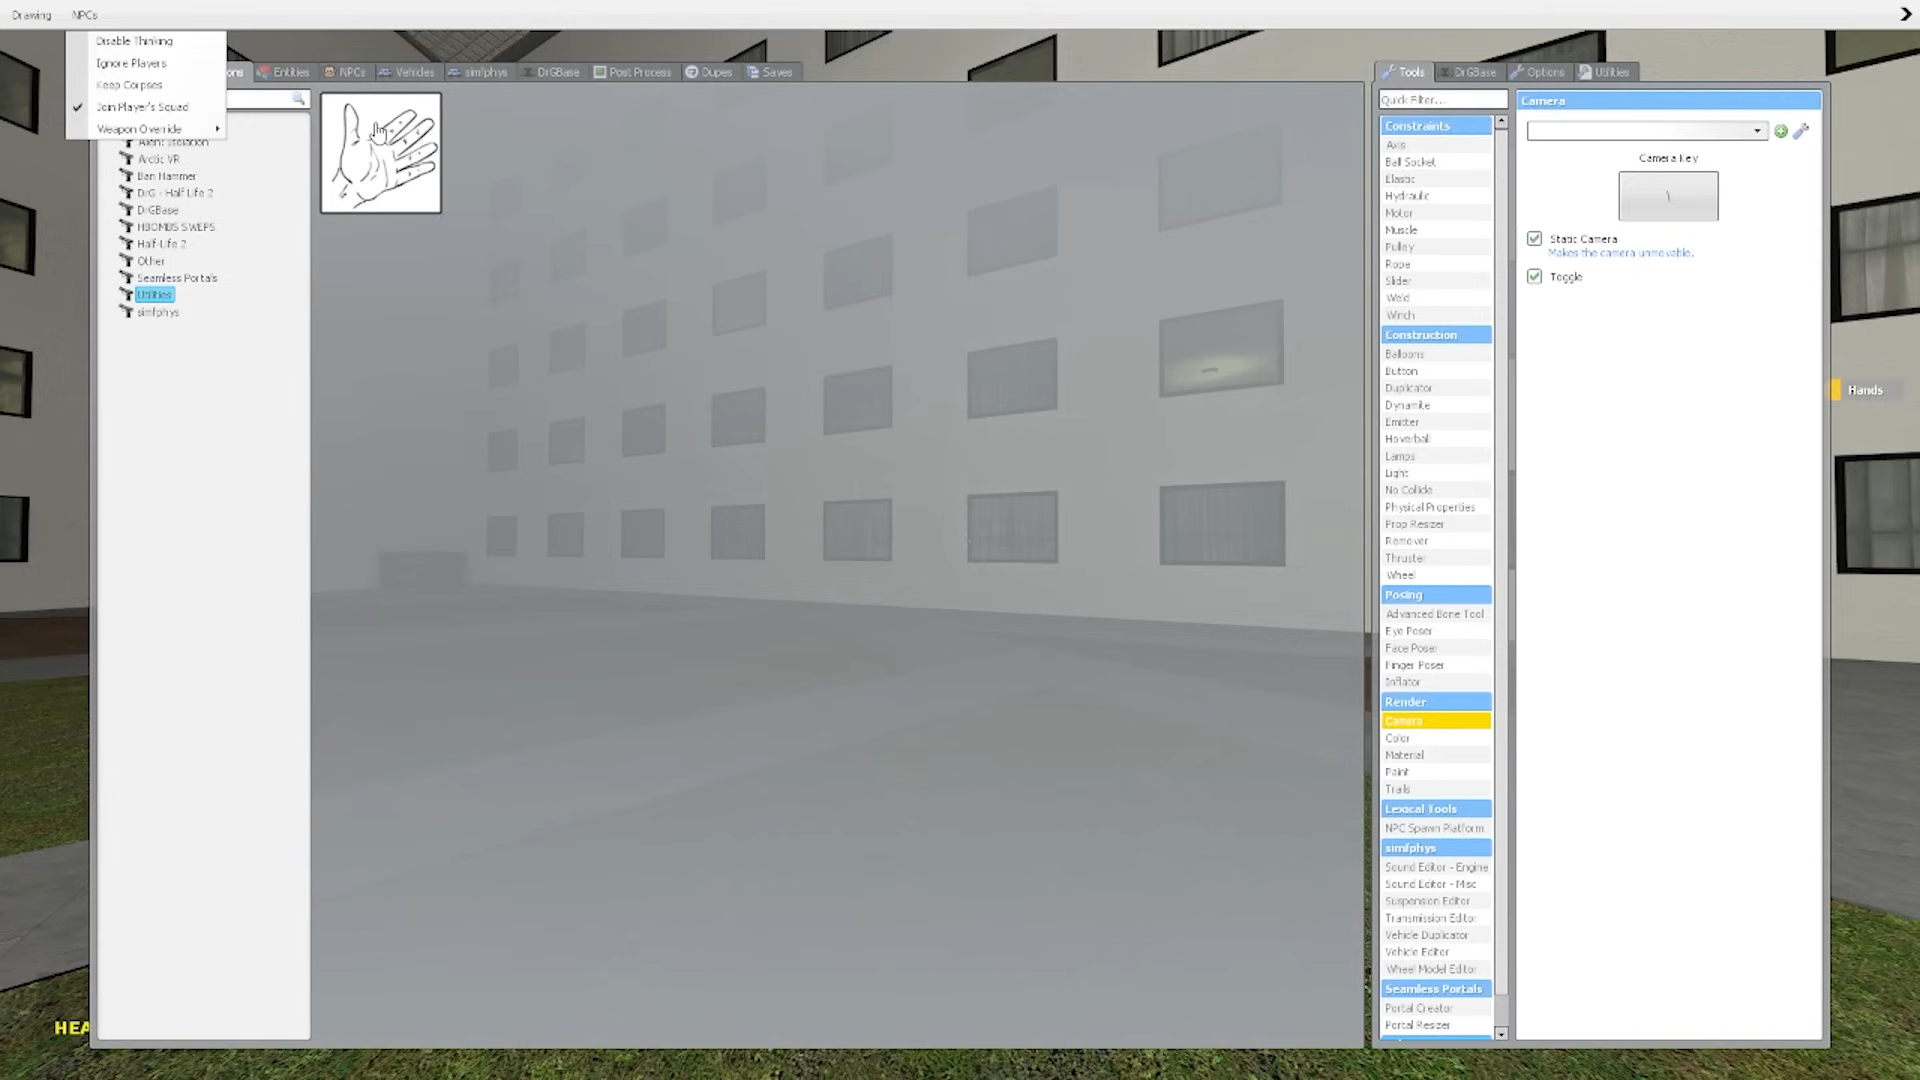 Drawing
NPCs
Disable Thinking
Ignore Players
Keep Corpses
Join Player's Squad
Weapon Override
Entities
NPCs
Vehicles
simfphys
DrGBase
Post Process
Dupes
Saves
Alien: Isolation
Arctic VR
Ban Hammer
DrG - Half Life 2
DrGBase
HBOMBS SWEPS
Half-Life 2
Other
Seamless Portals
Utilities
simfphys
HEA
Tools
DrGBase
Options
Utilities
Quick Filter...
Constraints
Axis
Ball Socket
Elastic
Hydraulic
Motor
Muscle
Pulley
Rope
Slider
Weld
Winch
Construction
Balloons
Button
Duplicator
Dynamite
Emitter
Hoverball
Lamps
Light
No Collide
Physical Properties
Prop Resizer
Remover
Thruster
Wheel
Posing
Advanced Bone Tool
Eye Poser
Face Poser
Finger Poser
Inflator
Render
Camera
Color
Material
Paint
Trails
Lexical Tools
NPC Spawn Platform
simfphys
Sound Editor - Engine
Sound Editor - Misc
Suspension Editor
Transmission Editor
Vehicle Duplicator
Vehicle Editor
Wheel Model Editor
Seamless Portals
Portal Creator
Portal Resizer
Camera
Camera Key
\
Static Camera
Makes the camera unmovable.
Toggle
Hands